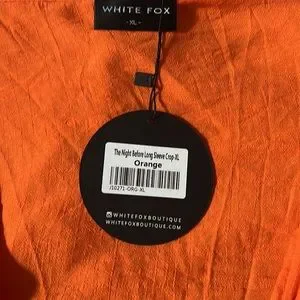 WHITE FOX
- XL -
The Night Before Long Sleeve Crop-XL
Orange
J10271-ORG-XL
WHITEFOXBOUTIQUE
WHITEFOXBOUTIQUE.COM